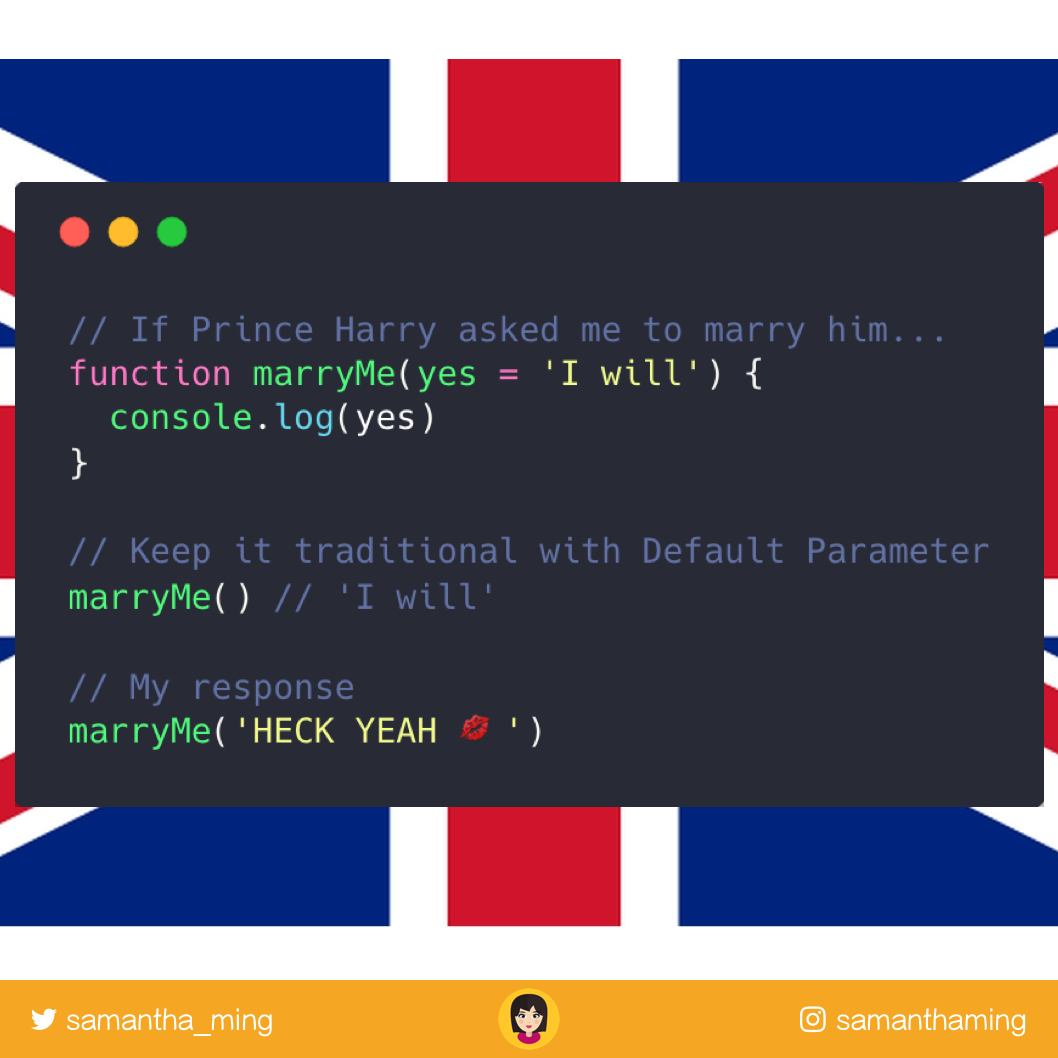 // If Prince Harry asked me to marry him...
function marryMe(yes = 'I will') {
  console.log(yes)
}
// Keep it traditional with Default Parameter
marryMe() // 'I will'
// My response
marryMe('HECK YEAH 💋 ')
samantha_ming
samanthaming